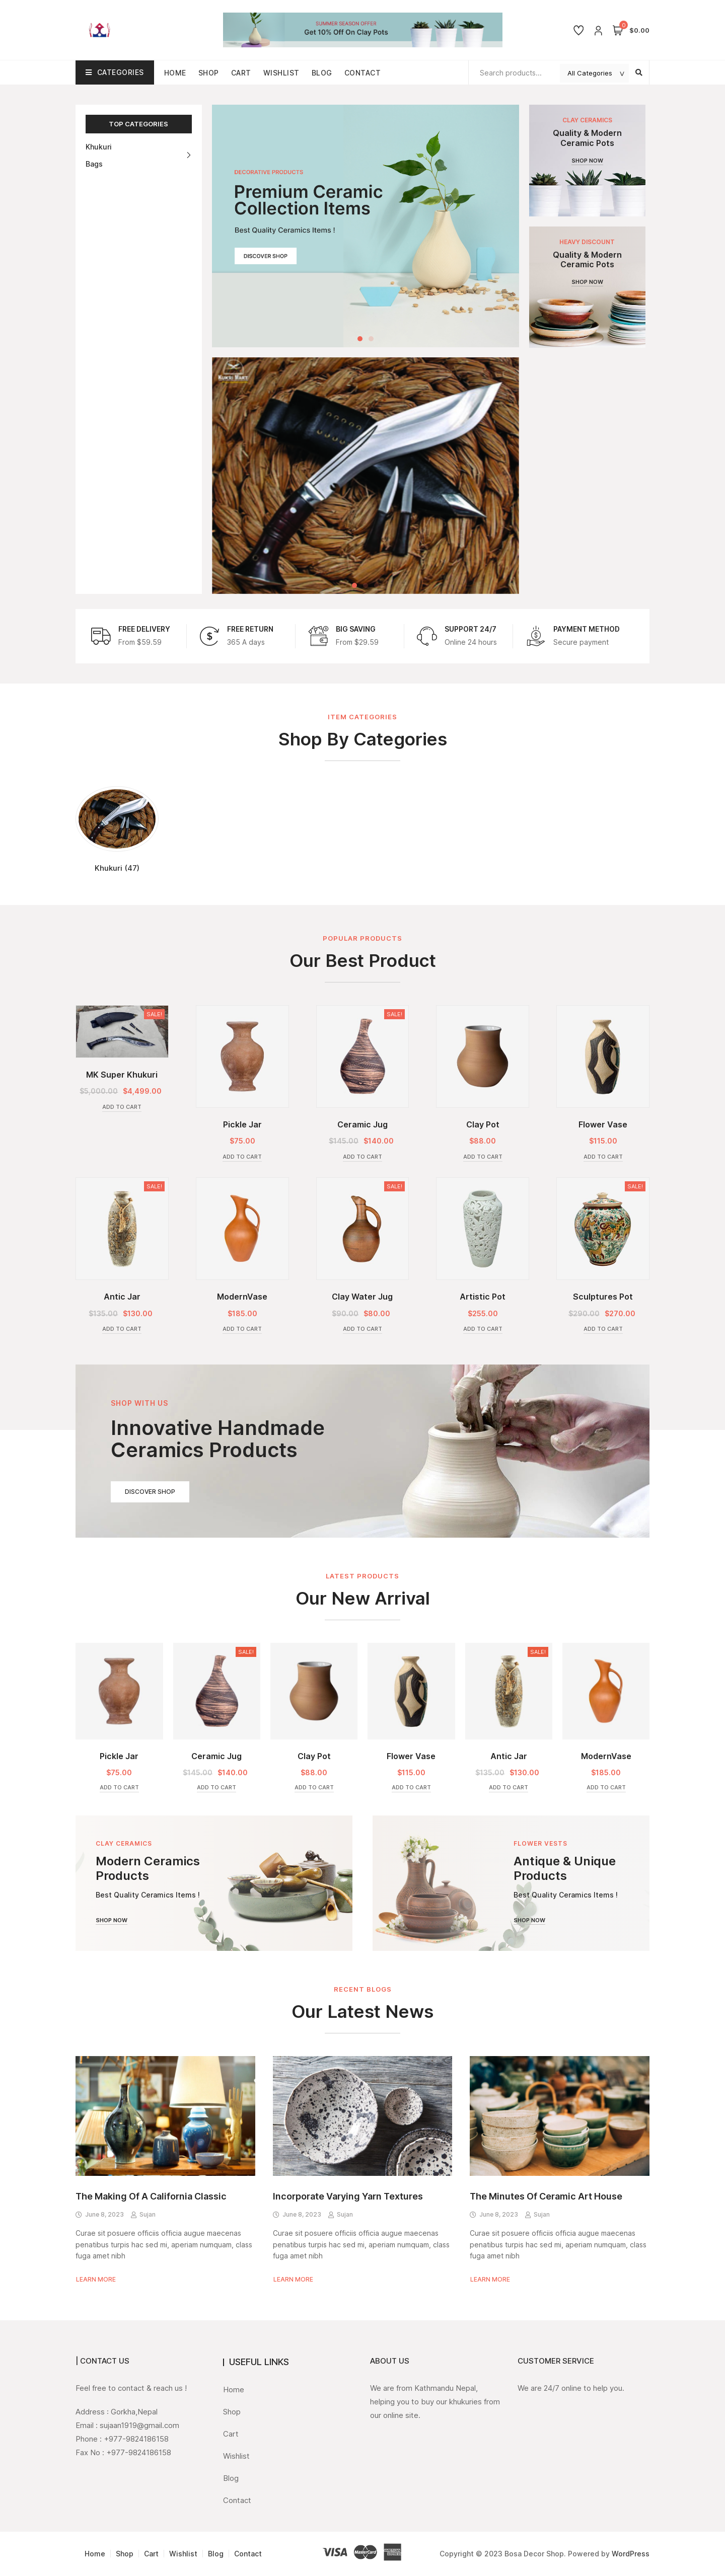 SUMMER SEASON OFFER
Get 10% Off On Clay Pots
0
$0.00
CATEGORIES
HOME
SHOP
CART
WISHLIST
BLOG
CONTACT
Search products...
All Categories
TOP CATEGORIES
Khukuri
Bags
DECORATIVE PRODUCTS
Premium Ceramic
Collection Items
Best Quality Ceramics Items !
DISCOVER SHOP
CLAY CERAMICS
Quality & Modern
Ceramic Pots
SHOP NOW
HEAVY DISCOUNT
Quality & Modern
Ceramic Pots
SHOP NOW
FREE DELIVERY
From $59.59
FREE RETURN
365 A days
BIG SAVING
From $29.59
SUPPORT 24/7
Online 24 hours
PAYMENT METHOD
Secure payment
ITEM CATEGORIES
Shop By Categories
Khukuri (47)
POPULAR PRODUCTS
Our Best Product
SALE!
MK Super Khukuri
$5,000.00 $4,499.00
ADD TO CART
Pickle Jar
$75.00
ADD TO CART
SALE!
Ceramic Jug
$145.00 $140.00
ADD TO CART
Clay Pot
$88.00
ADD TO CART
Flower Vase
$115.00
ADD TO CART
SALE!
Antic Jar
$135.00 $130.00
ADD TO CART
ModernVase
$185.00
ADD TO CART
SALE!
Clay Water Jug
$90.00 $80.00
ADD TO CART
Artistic Pot
$255.00
ADD TO CART
SALE!
Sculptures Pot
$290.00 $270.00
ADD TO CART
SHOP WITH US
Innovative Handmade
Ceramics Products
DISCOVER SHOP
LATEST PRODUCTS
Our New Arrival
Pickle Jar
$75.00
ADD TO CART
SALE!
Ceramic Jug
$145.00 $140.00
ADD TO CART
Clay Pot
$88.00
ADD TO CART
Flower Vase
$115.00
ADD TO CART
SALE!
Antic Jar
$135.00 $130.00
ADD TO CART
ModernVase
$185.00
ADD TO CART
CLAY CERAMICS
Modern Ceramics
Products
Best Quality Ceramics Items !
SHOP NOW
FLOWER VESTS
Antique & Unique
Products
Best Quality Ceramics Items !
SHOP NOW
RECENT BLOGS
Our Latest News
The Making Of A California Classic
June 8, 2023 Sujan
Curae sit posuere officiis officia augue maecenas
penatibus turpis hac sed mi, aperiam numquam, class
fuga amet nibh
LEARN MORE
Incorporate Varying Yarn Textures
June 8, 2023 Sujan
Curae sit posuere officiis officia augue maecenas
penatibus turpis hac sed mi, aperiam numquam, class
fuga amet nibh
LEARN MORE
The Minutes Of Ceramic Art House
June 8, 2023 Sujan
Curae sit posuere officiis officia augue maecenas
penatibus turpis hac sed mi, aperiam numquam, class
fuga amet nibh
LEARN MORE
| CONTACT US
Feel free to contact & reach us !
Address : Gorkha,Nepal
Email : sujaan1919@gmail.com
Phone : +977-9824186158
Fax No : +977-9824186158
| USEFUL LINKS
Home
Shop
Cart
Wishlist
Blog
Contact
ABOUT US
We are from Kathmandu Nepal,
helping you to buy our khukuries from
our online site.
CUSTOMER SERVICE
We are 24/7 online to help you.
Home
Shop
Cart
Wishlist
Blog
Contact
VISA
MasterCard
Copyright © 2023 Bosa Decor Shop. Powered by WordPress